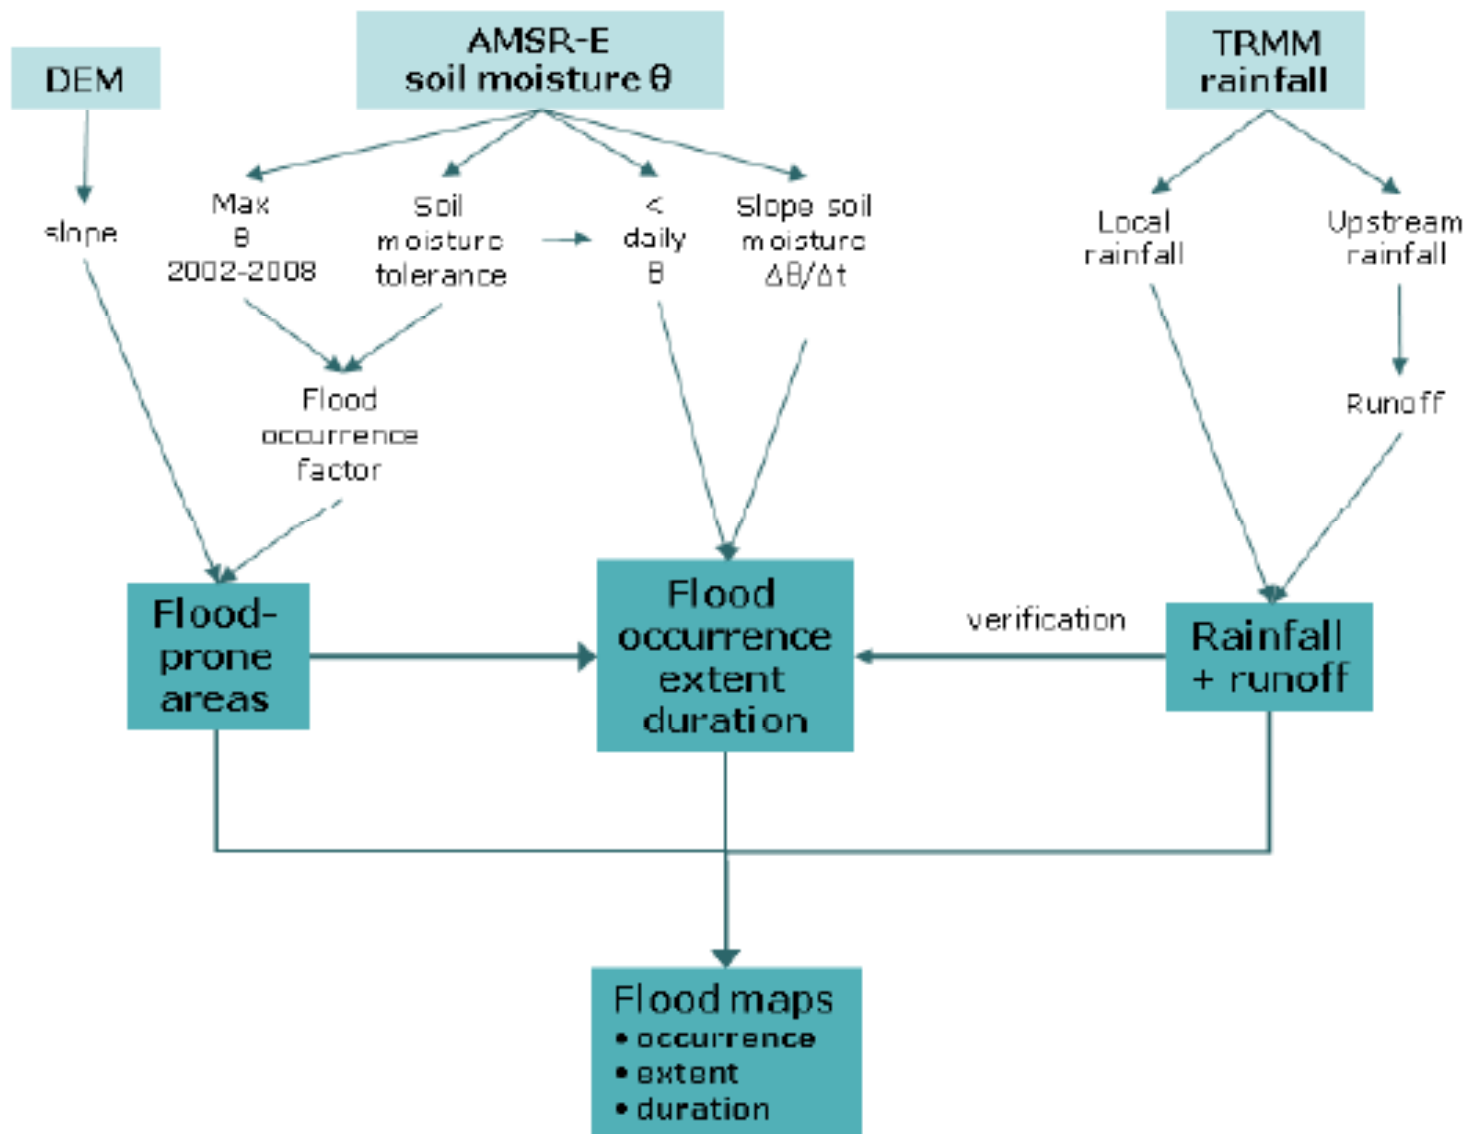 DEM
AMSR-E
soil moisture θ
TRMM
rainfall
slope
Max
θ
2002-2008
Soil
moisture
tolerance
<
daily
θ
Slope soil
moisture
Δθ/Δt
Local
rainfall
Upstream
rainfall
Flood
occurrence
factor
Runoff
Flood-
prone
areas
Flood
occurrence
extent
duration
verification
Rainfall
+ runoff
Flood maps
• occurrence
• extent
• duration